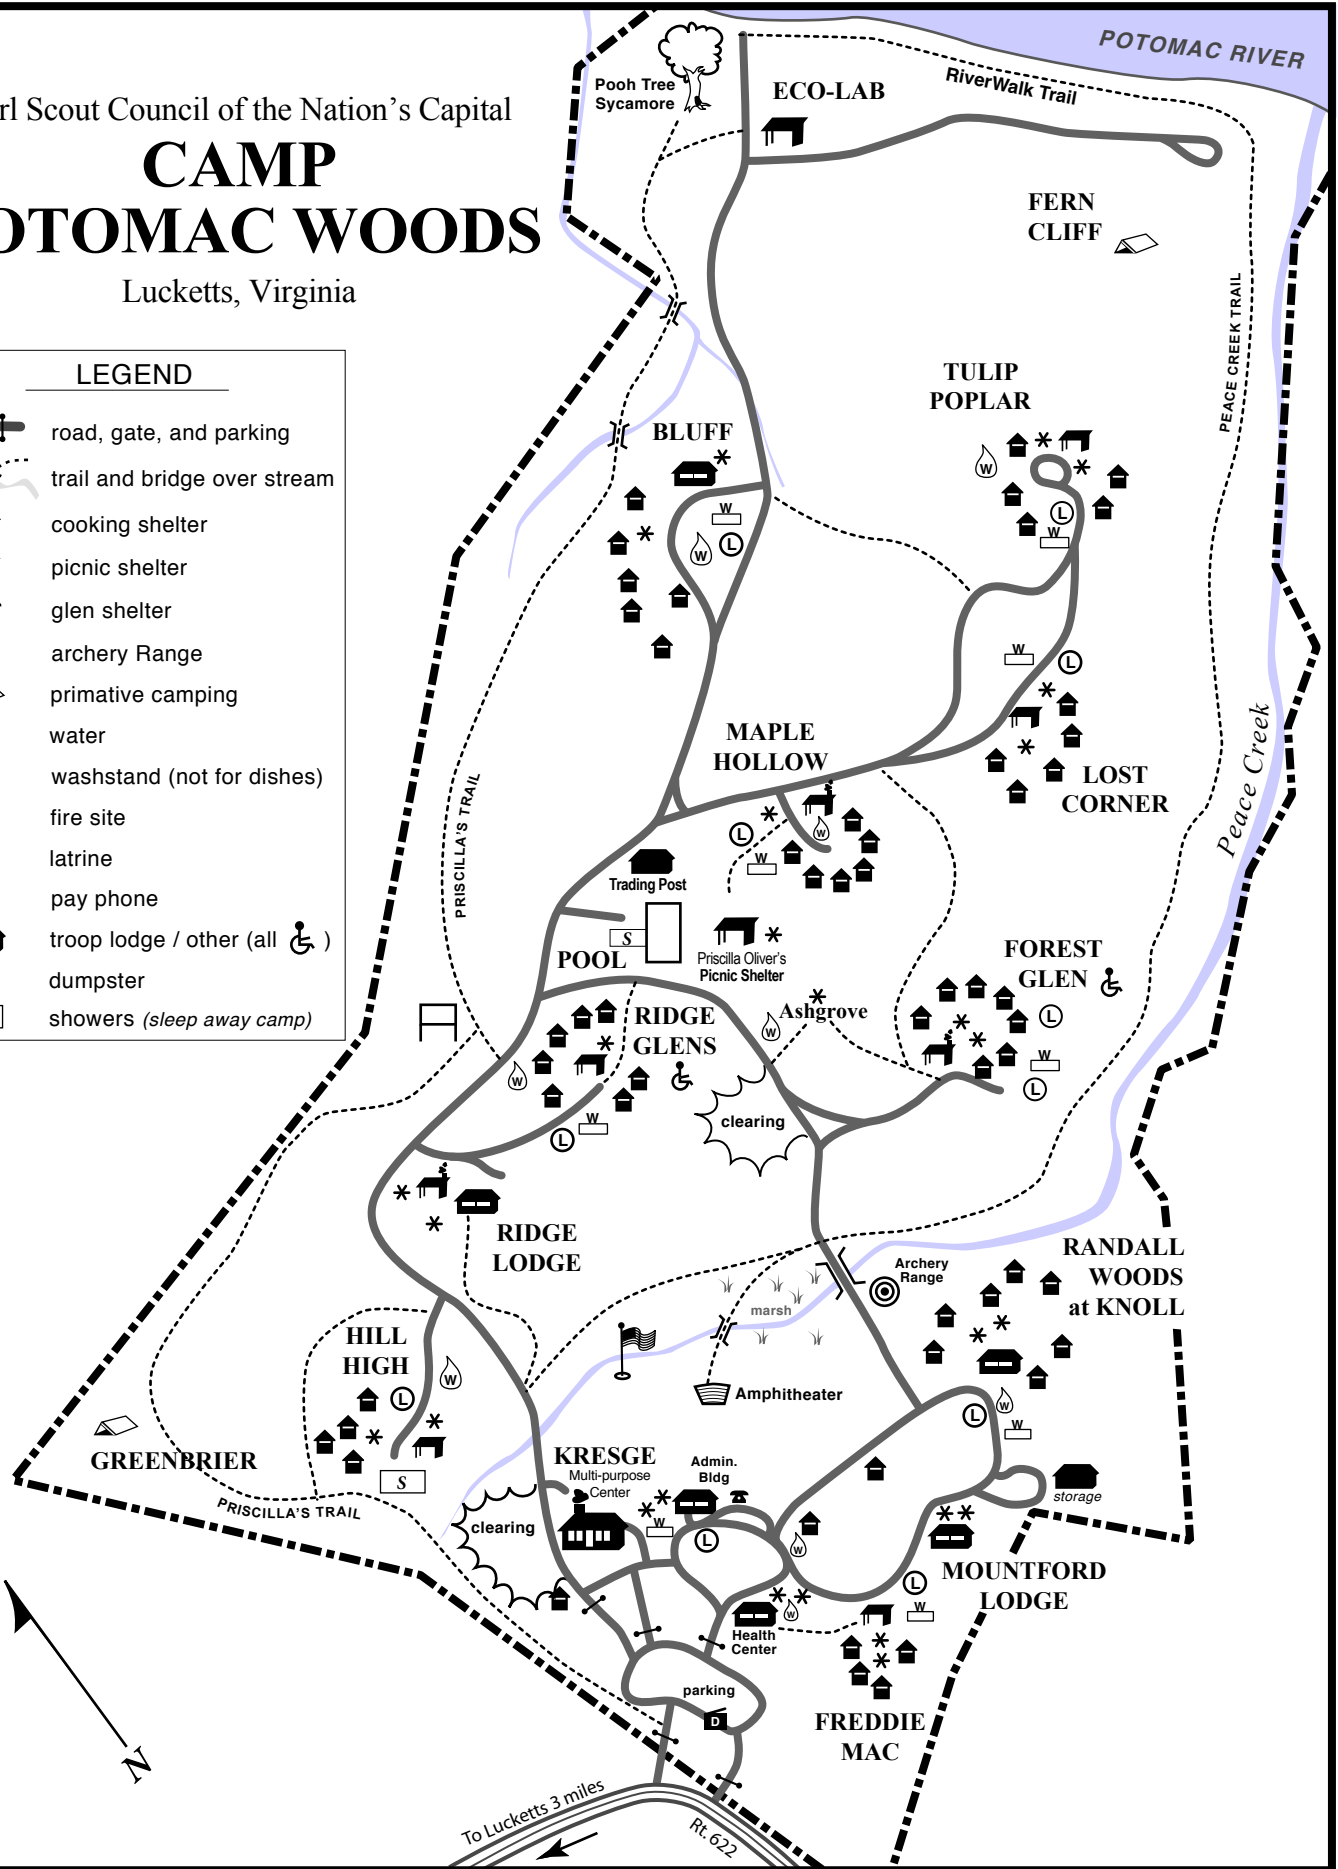 POTOMAC RIVER
RiverWalk Trail
Pooh Tree
Sycamore
ECO-LAB
rl Scout Council of the Nation's Capital
CAMP
OTOMAC WOODS
Lucketts, Virginia
FERN
CLIFF
PEACE CREEK TRAIL
LEGEND
road, gate, and parking
trail and bridge over stream
cooking shelter
picnic shelter
glen shelter
archery Range
primative camping
water
washstand (not for dishes)
fire site
latrine
pay phone
troop lodge / other (all )
dumpster
showers (sleep away camp)
TULIP
POPLAR
W
L
W
BLUFF
W
W
L
W
L
MAPLE
HOLLOW
LOST
CORNER
Peace Creek
PRISCILLA'S TRAIL
L
W
W
Trading Post
S
POOL
Priscilla Oliver's
Picnic Shelter
FOREST
GLEN
L
W
L
Ashgrove
W
RIDGE
GLENS
W
W
L
clearing
RIDGE
LODGE
Archery
Range
marsh
RANDALL
WOODS
at KNOLL
HILL
HIGH
L
W
S
Amphitheater
W
L
W
GREENBRIER
PRISCILLA'S TRAIL
KRESGE
Multi-purpose
Center
Admin.
Bldg
W
L
W
storage
clearing
MOUNTFORD
LODGE
L
W
W
Health
Center
parking
D
FREDDIE
MAC
N
To Lucketts 3 miles
Rt. 622